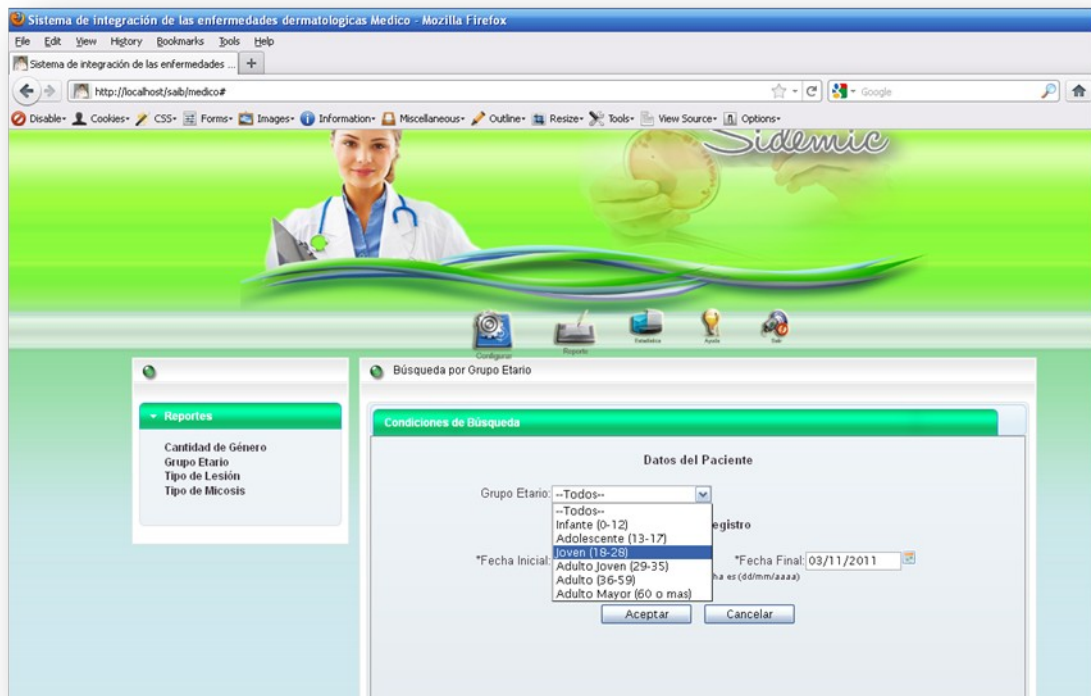 Sistema de integración de las enfermedades dermatologicas Medico - Mozilla Firefox
File Edit View History Bookmarks Tools Help
Sistema de integración de las enfermedades ... +
http://localhost/saib/medico# Google
Disable Cookies CSS Forms Images Information Miscellaneous Outline Resize Tools View Source Options
Sidemic
Configurar Reporte Estadística Ayuda Salir
Búsqueda por Grupo Etario
Reportes
Cantidad de Género
Grupo Etario
Tipo de Lesión
Tipo de Micosis
Condiciones de Búsqueda
Datos del Paciente
Grupo Etario: --Todos--
--Todos--
Infante (0-12)
Adolescente (13-17)
Joven (18-28)
Adulto Joven (29-35)
Adulto (36-59)
Adulto Mayor (60 o mas)
egistro
*Fecha Inicial: *Fecha Final: 03/11/2011
ha es (dd/mm/aaaa)
Aceptar Cancelar